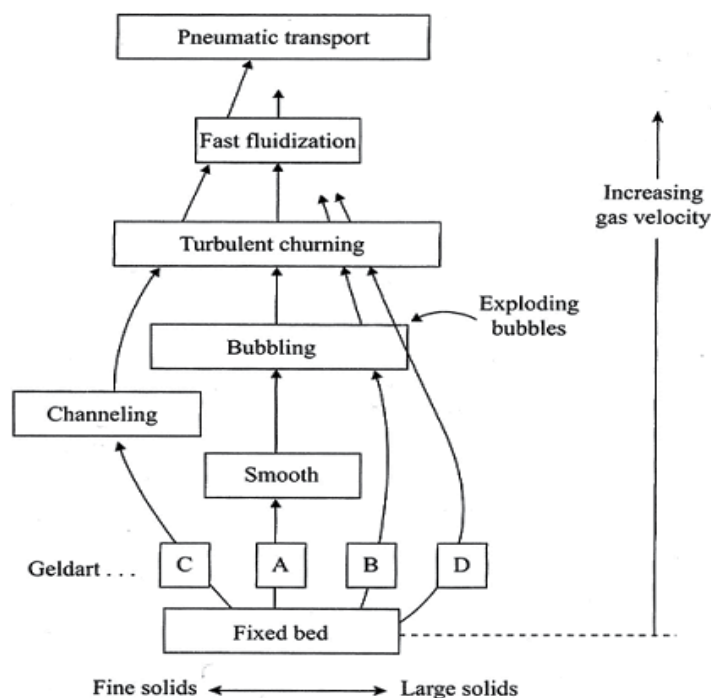 Pneumatic transport
Fast fluidization
Increasing
gas velocity
Turbulent churning
Exploding
bubbles
Bubbling
Channeling
Smooth
Geldart . . .
C
A
B
D
Fixed bed
Fine solids
Large solids